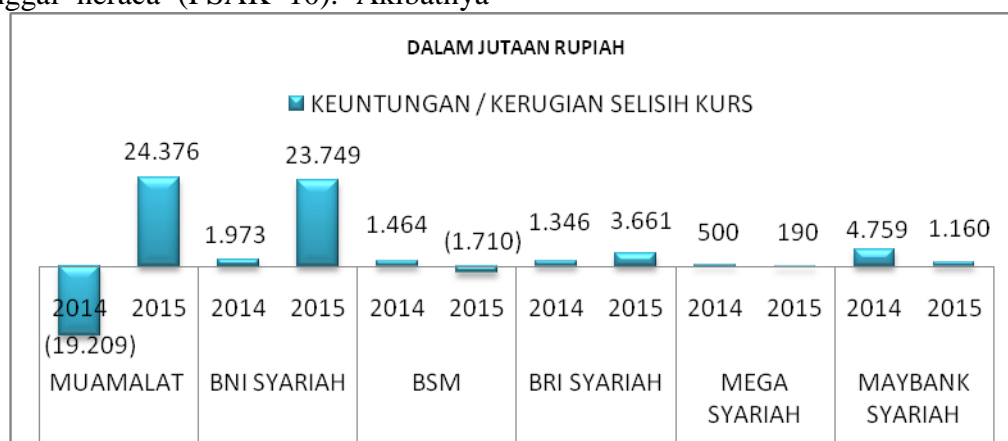 nggal neraca (PSAK 10). Akibatnya
DALAM JUTAAN RUPIAH
KEUNTUNGAN / KERUGIAN SELISIH KURS
24.376 23.749
1.973 1.464 (1.710) 1.346 3.661 500 190 4.759 1.160
2014 2015 2014 2015 2014 2015 2014 2015 2014 2015 2014 2015
(19.209)
MUAMALAT BNI SYARIAH BSM BRI SYARIAH MEGA MAYBANK
SYARIAH SYARIAH